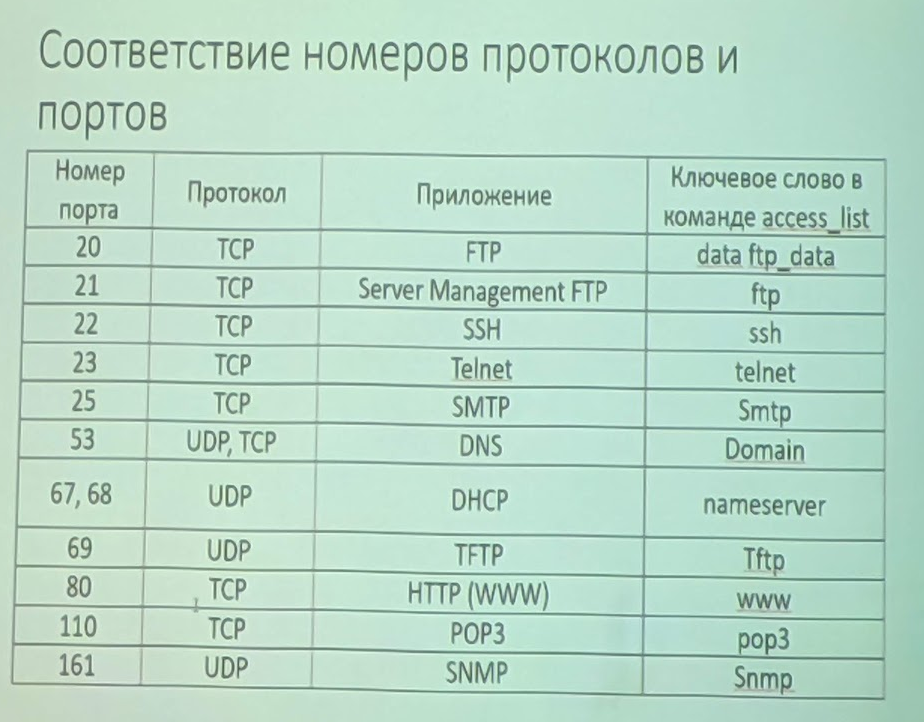 Соответствие номеров протоколов и
портов
Номер порта Протокол Приложение Ключевое слово в команде access_list
20 TCP FTP data ftp_data
21 TCP Server Management FTP ftp
22 TCP SSH ssh
23 TCP Telnet telnet
25 TCP SMTP Smtp
53 UDP, TCP DNS Domain
67, 68 UDP DHCP nameserver
69 UDP TFTP Tftp
80 TCP HTTP (WWW) www
110 TCP POP3 pop3
161 UDP SNMP Snmp